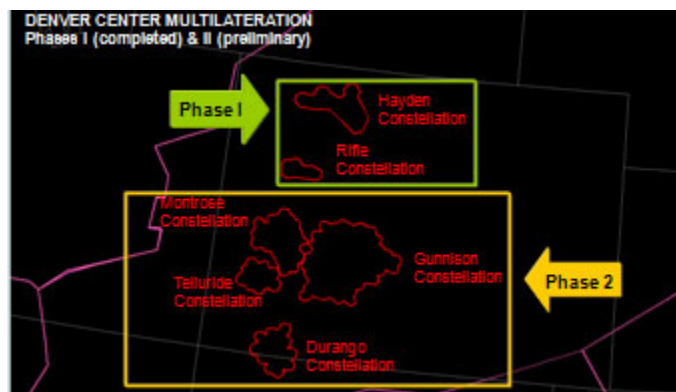 DENVER CENTER MULTILATERATION
Phases I (completed) & II (preliminary)
Phase I
Hayden
Constellation
Rifle
Constellation
Montrose
Constellation
Gunnison
Constellation
Telluride
Constellation
Phase 2
Durango
Constellation